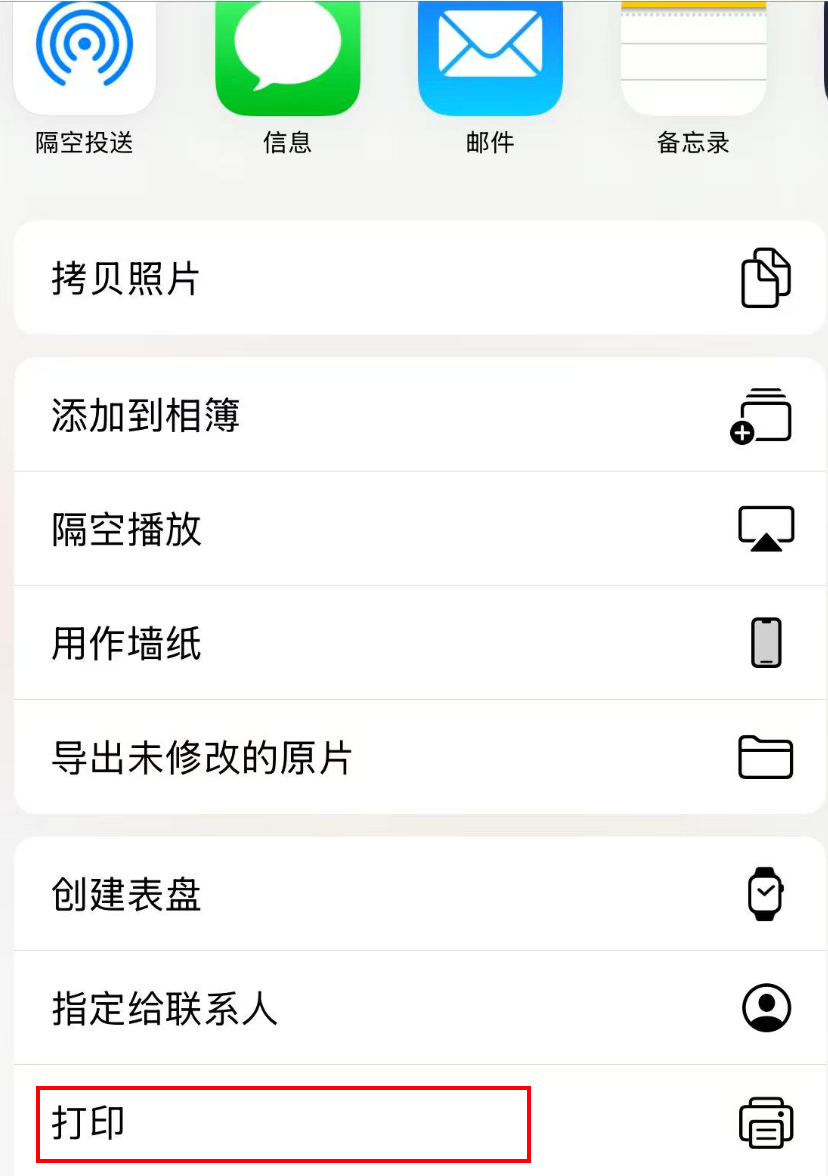 隔空投送 信息 邮件 备忘录
拷贝照片
添加到相簿
隔空播放
用作墙纸
导出未修改的原片
创建表盘
指定给联系人
打印